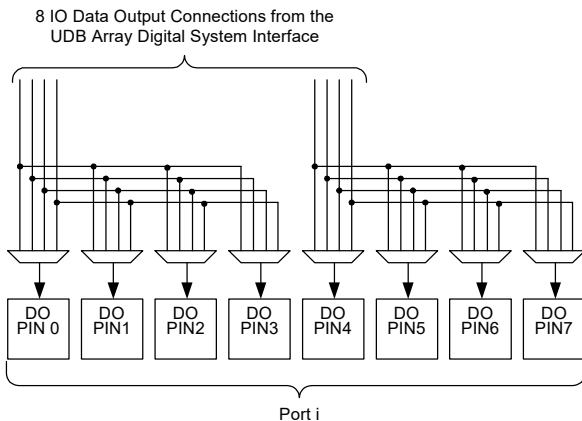 8 IO Data Output Connections from the
UDB Array Digital System Interface
DO
PIN 0
DO
PIN1
DO
PIN2
DO
PIN3
DO
PIN4
DO
PIN5
DO
PIN6
DO
PIN7
Port i